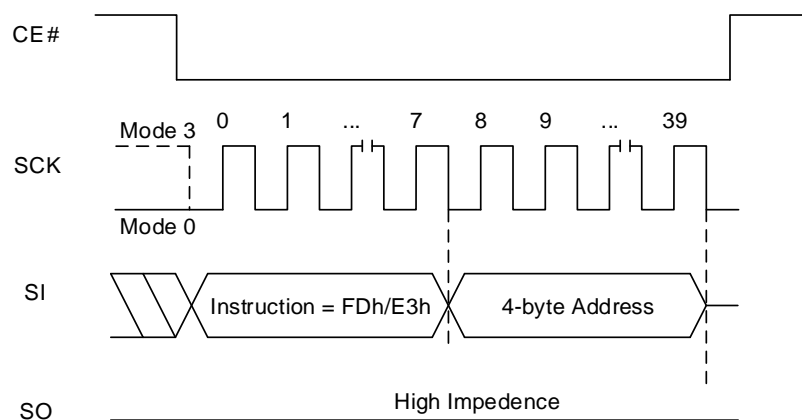 CE#
0 1 ... 7 8 9 ... 39
Mode 3
SCK
Mode 0
SI
Instruction = FDh/E3h
4-byte Address
High Impedence
SO